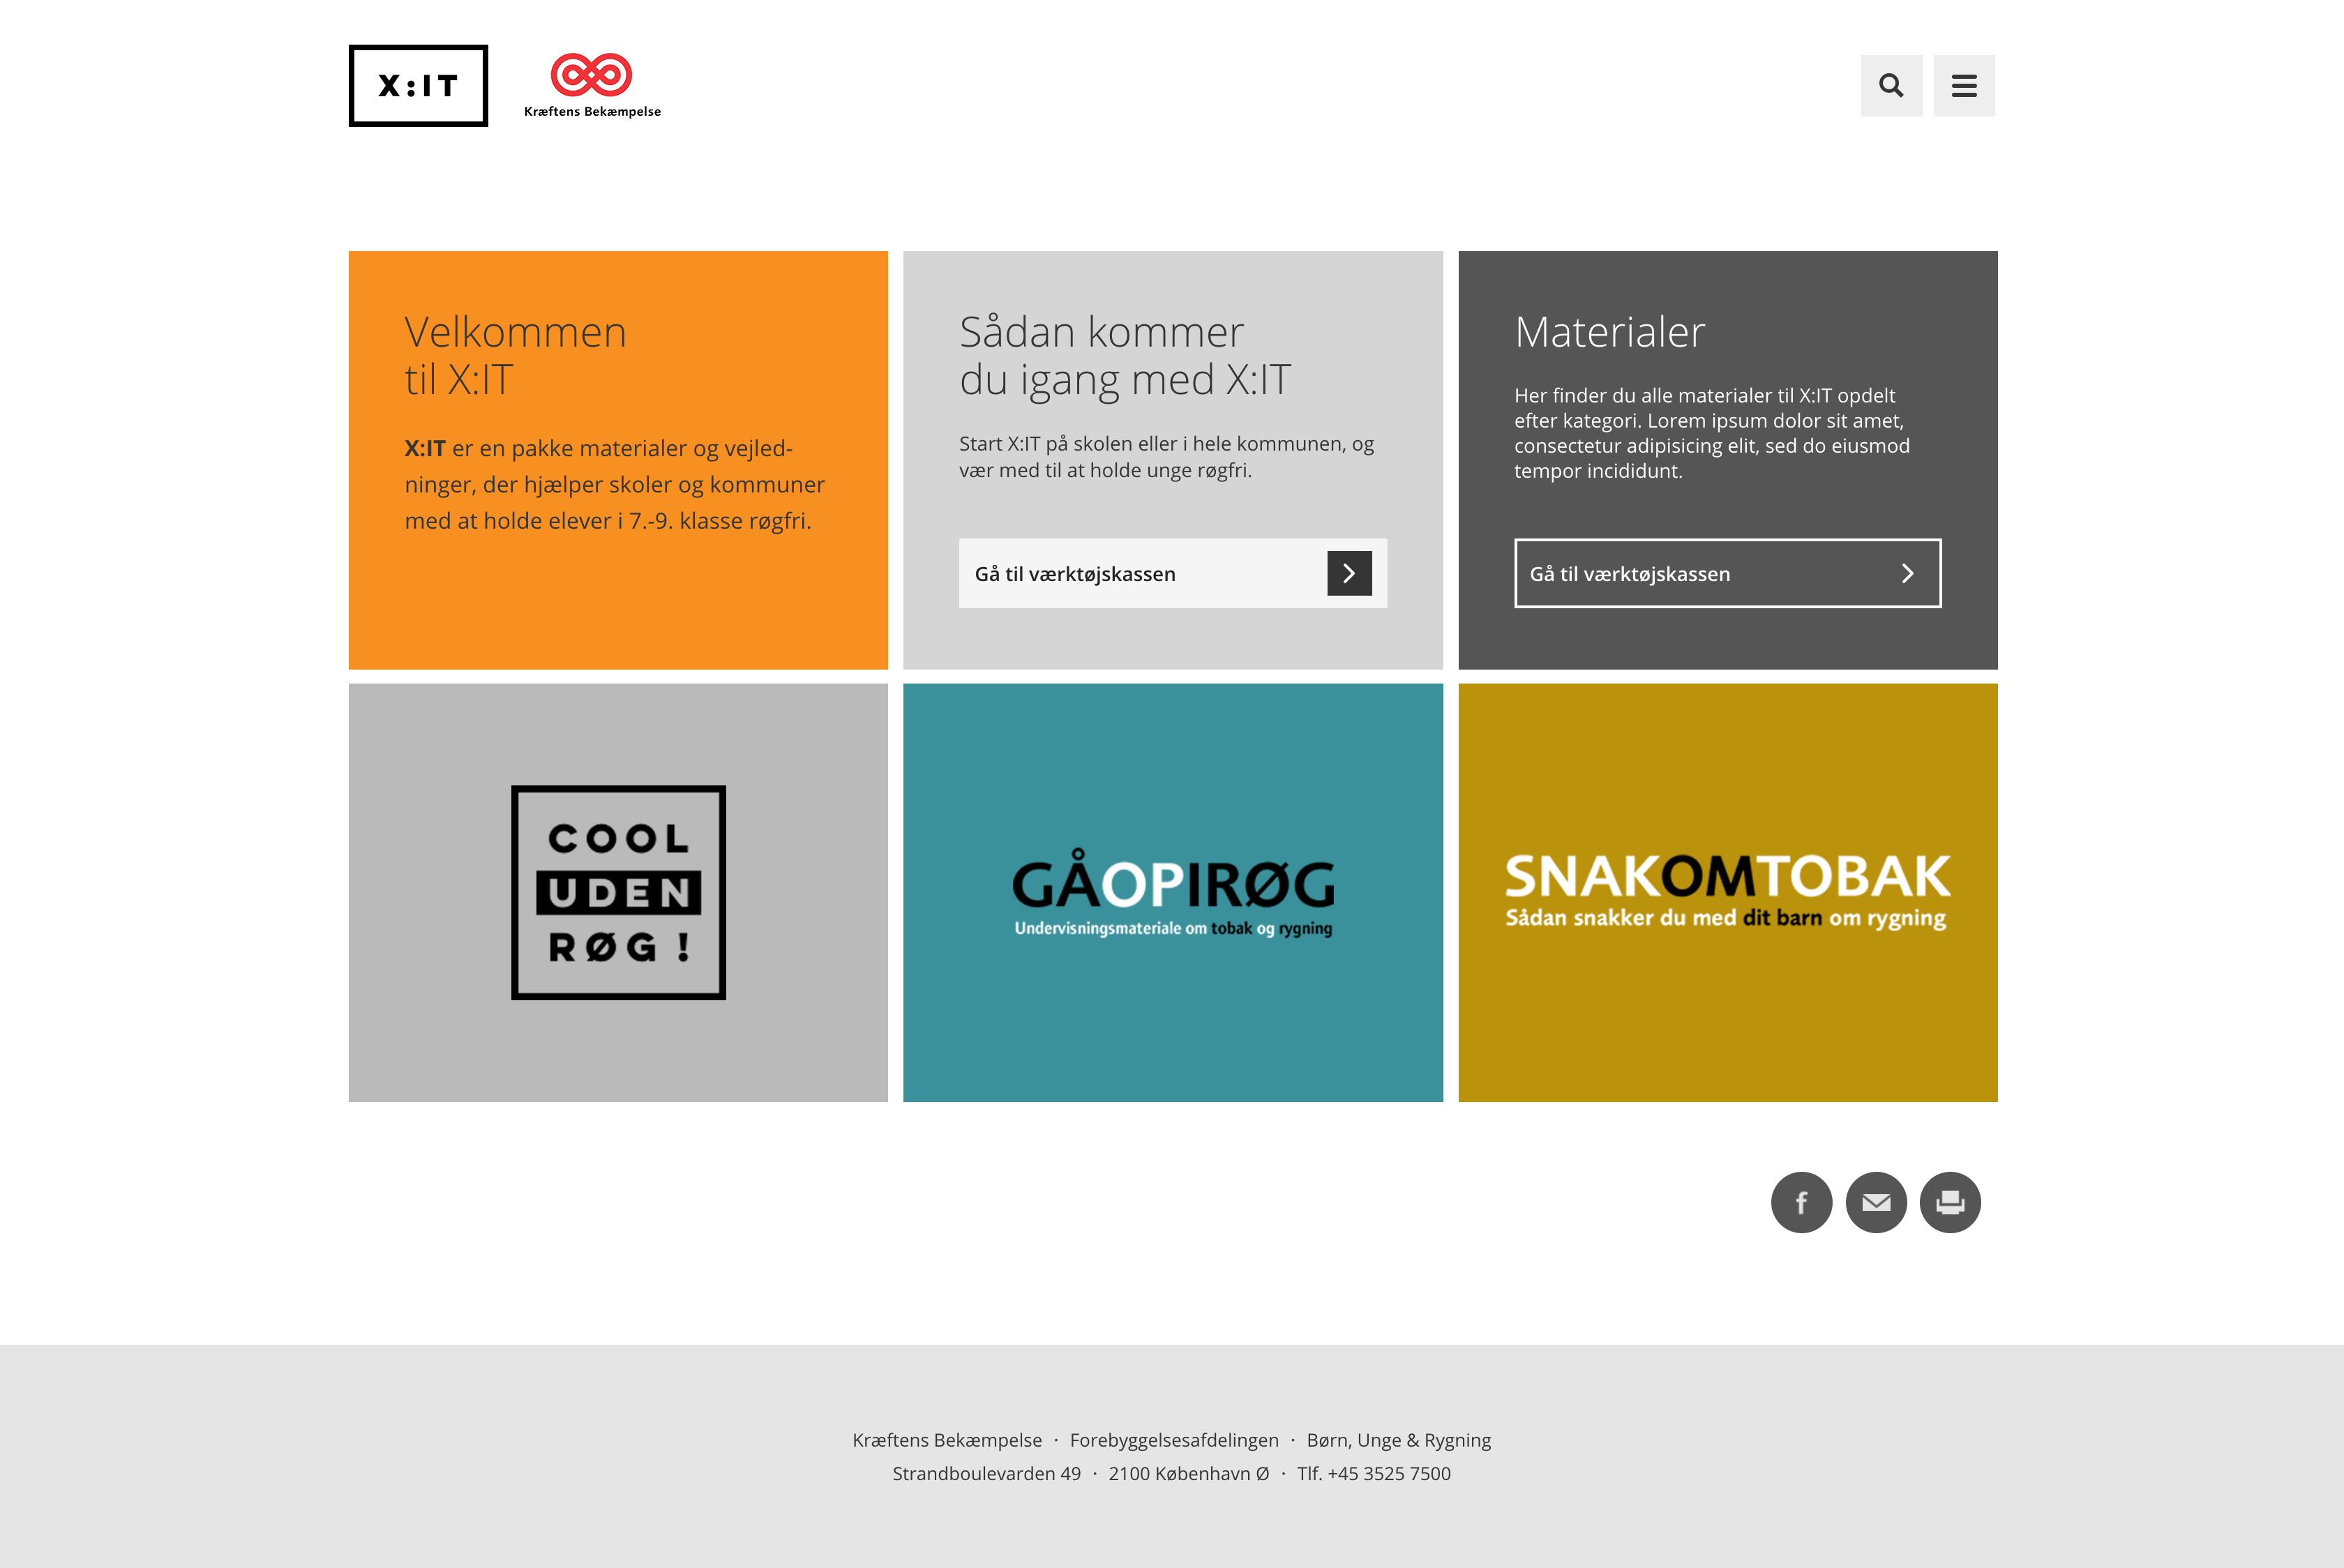 X:IT
Kræftens Bekæmpelse
Velkommen
til X:IT
X:IT er en pakke materialer og vejled-
ninger, der hjælper skoler og kommuner
med at holde elever i 7.-9. klasse røgfri.
Sådan kommer
du igang med X:IT
Start X:IT på skolen eller i hele kommunen, og
vær med til at holde unge røgfri.
Gå til værktøjskassen
Materialer
Her finder du alle materialer til X:IT opdelt
efter kategori. Lorem ipsum dolor sit amet,
consectetur adipisicing elit, sed do eiusmod
tempor incididunt.
Gå til værktøjskassen
COOL
UDEN
RØG !
GÅOPIRØG
Undervisningsmateriale om tobak og rygning
SNAKOMTOBAK
Sådan snakker du med dit barn om rygning
f
Kræftens Bekæmpelse · Forebyggelsesafdelingen · Børn, Unge & Rygning
Strandboulevarden 49 · 2100 København Ø · Tlf. +45 3525 7500